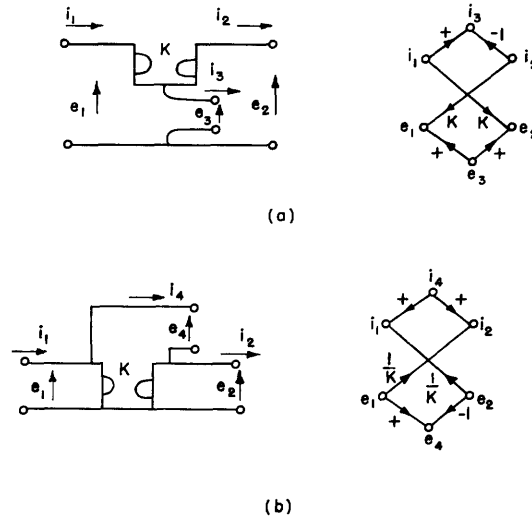 i1 i2 i3
K + -1
i3 i1 i2
e1 e3 e2 e1 K K e2
+ +
e3
(a)
i4 i4
+ +
i1 e4 i2 i1 i2
K
e1 e2 1/K 1/K
e1 e2
+ -1
e4
(b)